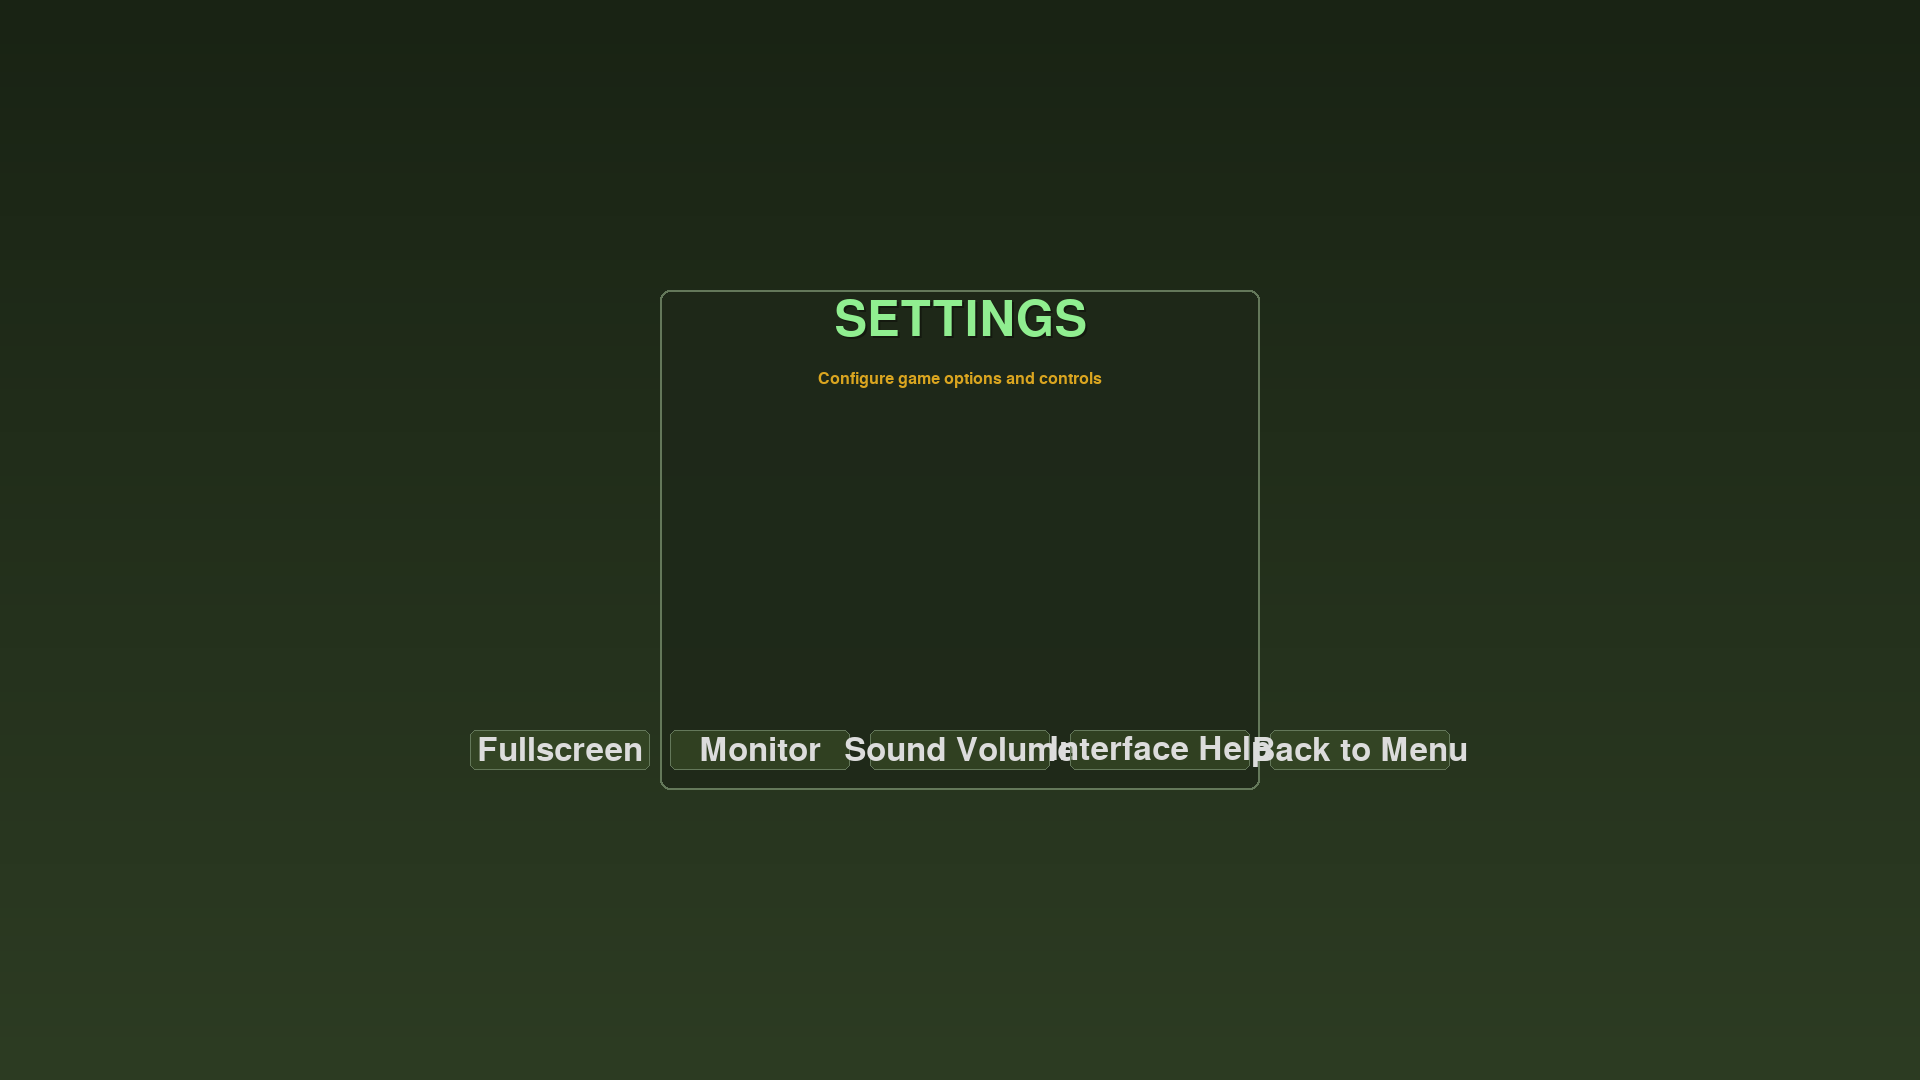 SETTINGS
Configure game options and controls
Fullscreen
Monitor
Sound Volume
Interface Help
Back to Menu